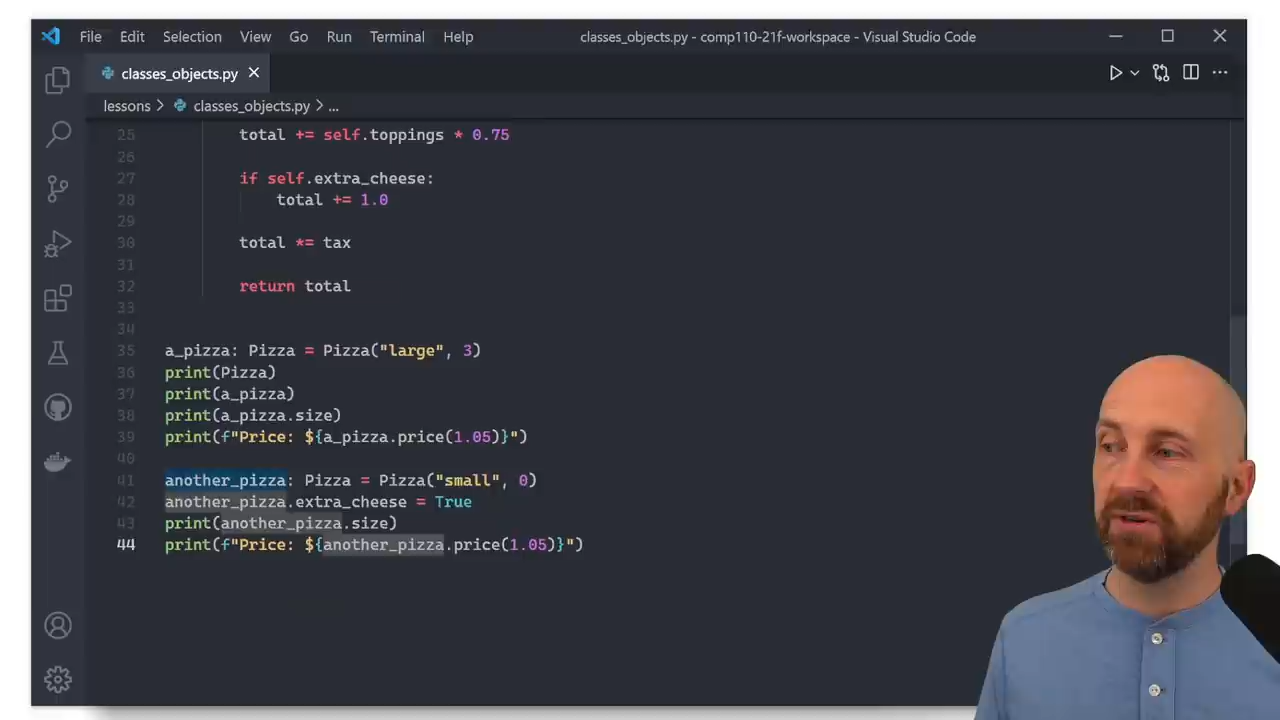 File Edit Selection View Go Run Terminal Help classes_objects.py - comp110-21f-workspace - Visual Studio Code
classes_objects.py
lessons > classes_objects.py > ...
25 total += self.toppings * 0.75
26
27 if self.extra_cheese:
28 total += 1.0
29
30 total *= tax
31
32 return total
33
34
35 a_pizza: Pizza = Pizza("large", 3)
36 print(Pizza)
37 print(a_pizza)
38 print(a_pizza.size)
39 print(f"Price: ${a_pizza.price(1.05)}")
40
41 another_pizza: Pizza = Pizza("small", 0)
42 another_pizza.extra_cheese = True
43 print(another_pizza.size)
44 print(f"Price: ${another_pizza.price(1.05)}")